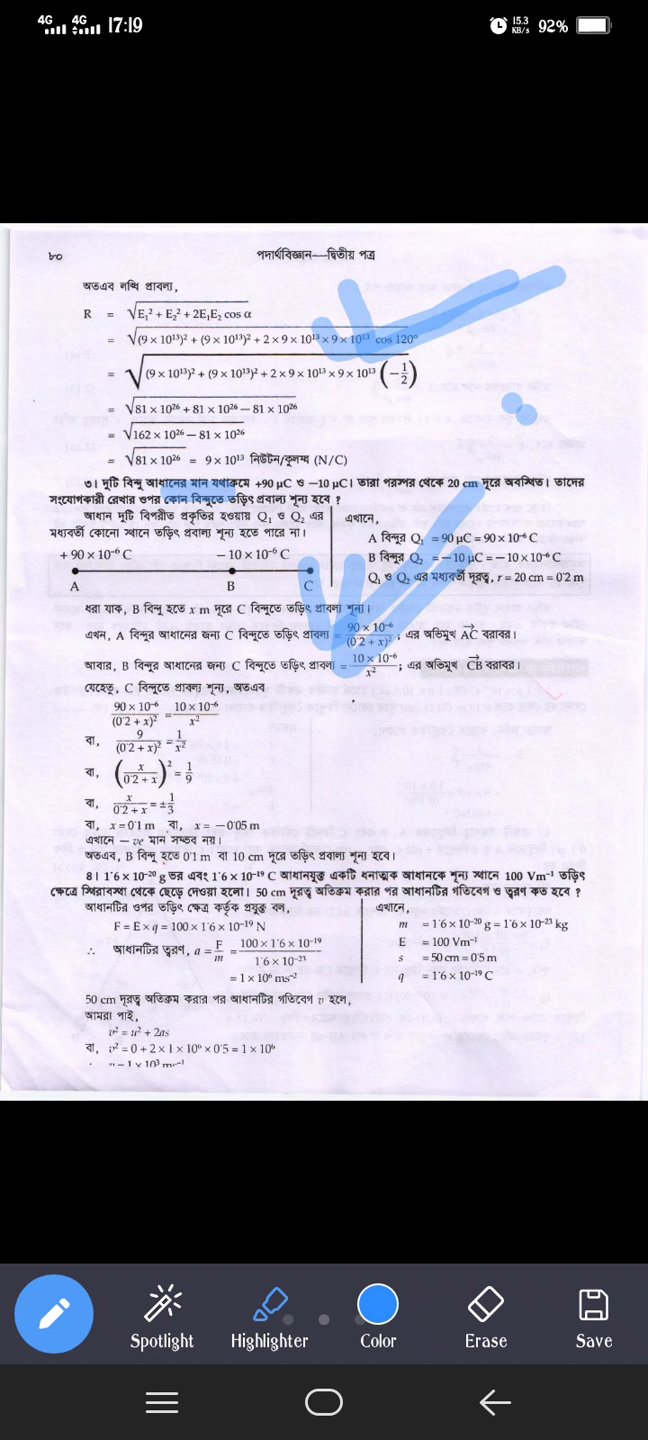 4G 4G 17:19 15.3 KB/s 92%
৮০ পদার্থবিজ্ঞান—দ্বিতীয় পত্র
অতএব লব্ধি প্রাবল্য,
R = √(E₁² + E₂² + 2E₁E₂ cos α)
= √((9 × 10¹³)² + (9 × 10¹³)² + 2 × 9 × 10¹³ × 9 × 10¹³ cos 120°)
= √((9 × 10¹³)² + (9 × 10¹³)² + 2 × 9 × 10¹³ × 9 × 10¹³ (−1/2))
= √(81 × 10²⁶ + 81 × 10²⁶ − 81 × 10²⁶)
= √(162 × 10²⁶ − 81 × 10²⁶)
= √(81 × 10²⁶) = 9 × 10¹³ নিউটন/কুলম্ব (N/C)
৩। দুটি বিন্দু আধানের মান যথাক্রমে +90 μC ও −10 μC। তারা পরস্পর থেকে 20 cm দূরে অবস্থিত। তাদের
সংযোগকারী রেখার ওপর কোন বিন্দুতে তড়িৎ প্রাবল্য শূন্য হবে ?
আধান দুটি বিপরীত প্রকৃতির হওয়ায় Q₁ ও Q₂ এর
মধ্যবর্তী কোনো স্থানে তড়িৎ প্রাবল্য শূন্য হতে পারে না।
+ 90 × 10⁻⁶ C − 10 × 10⁻⁶ C
A B C
এখানে,
A বিন্দুর Q₁ = 90 μC = 90 × 10⁻⁶ C
B বিন্দুর Q₂ = − 10 μC = − 10 × 10⁻⁶ C
Q₁ ও Q₂ এর মধ্যবর্তী দূরত্ব, r = 20 cm = 0·2 m
ধরা যাক, B বিন্দু হতে x m দূরে C বিন্দুতে তড়িৎ প্রাবল্য শূন্য।
এখন, A বিন্দুর আধানের জন্য C বিন্দুতে তড়িৎ প্রাবল্য = 90 × 10⁻⁶/(0·2 + x)² ; এর অভিমুখ AC→ বরাবর।
আবার, B বিন্দুর আধানের জন্য C বিন্দুতে তড়িৎ প্রাবল্য = 10 × 10⁻⁶/x² ; এর অভিমুখ CB→ বরাবর।
যেহেতু, C বিন্দুতে প্রাবল্য শূন্য, অতএব
90 × 10⁻⁶/(0·2 + x)² = 10 × 10⁻⁶/x²
বা, 9/(0·2 + x)² = 1/x²
বা, (x/(0·2 + x))² = 1/9
বা, x/(0·2 + x) = ± 1/3
বা, x = 0·1 m বা, x = − 0·05 m
এখানে − ve মান সম্ভব নয়।
অতএব, B বিন্দু হতে 0·1 m বা 10 cm দূরে তড়িৎ প্রাবল্য শূন্য হবে।
৪। 1·6 × 10⁻²⁰ g ভর এবং 1·6 × 10⁻¹⁹ C আধানযুক্ত একটি ধনাত্মক আধানকে শূন্য স্থানে 100 Vm⁻¹ তড়িৎ
ক্ষেত্রে স্থিরাবস্থা থেকে ছেড়ে দেওয়া হলো। 50 cm দূরত্ব অতিক্রম করার পর আধানটির গতিবেগ ও ত্বরণ কত হবে ?
আধানটির ওপর তড়িৎ ক্ষেত্র কর্তৃক প্রযুক্ত বল,
F = E × q = 100 × 1·6 × 10⁻¹⁹ N
∴ আধানটির ত্বরণ, a = F/m = 100 × 1·6 × 10⁻¹⁹/1·6 × 10⁻²³
= 1 × 10⁶ ms⁻²
এখানে,
m = 1·6 × 10⁻²⁰ g = 1·6 × 10⁻²³ kg
E = 100 Vm⁻¹
s = 50 cm = 0·5 m
q = 1·6 × 10⁻¹⁹ C
50 cm দূরত্ব অতিক্রম করার পর আধানটির গতিবেগ v হলে,
আমরা পাই,
v² = u² + 2as
বা, v² = 0 + 2 × 1 × 10⁶ × 0·5 = 1 × 10⁶
Spotlight Highlighter Color Erase Save